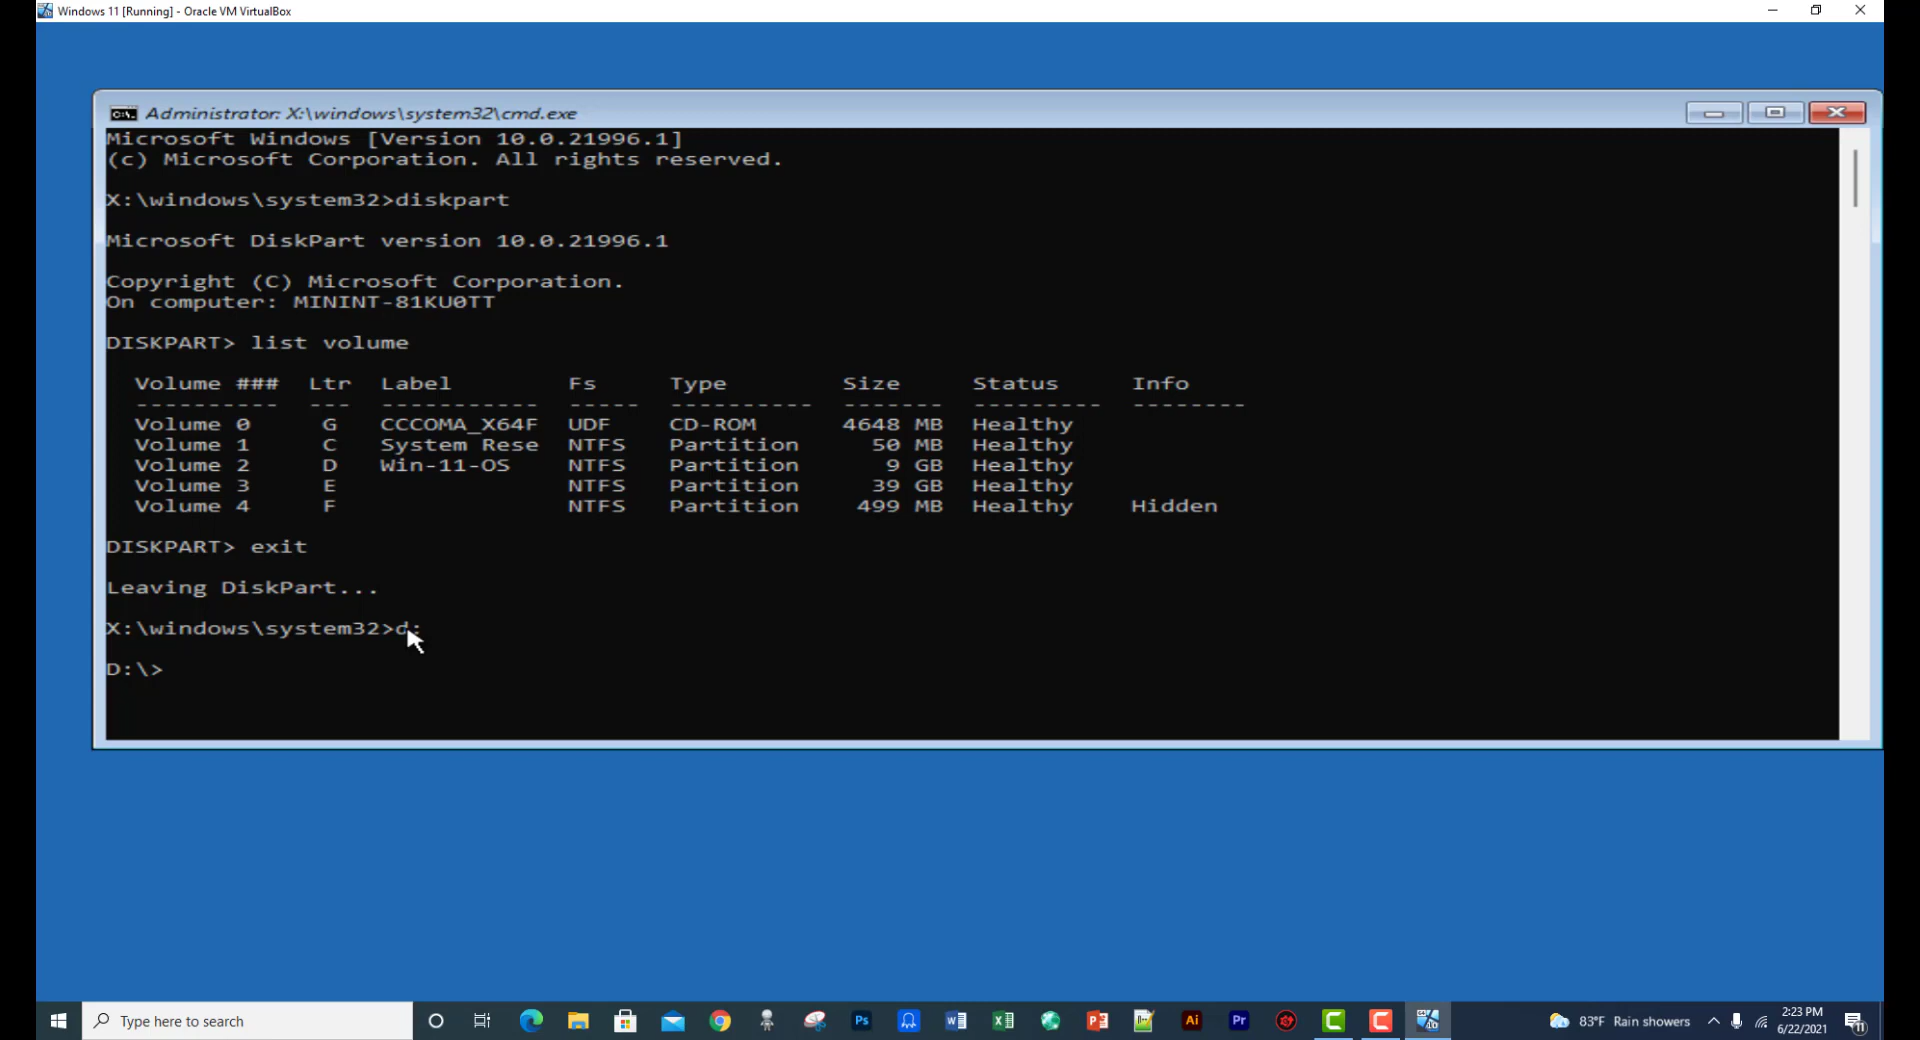 Windows 11 [Running] - Oracle VM VirtualBox
Administrator: X:\windows\system32\cmd.exe
Microsoft Windows [Version 10.0.21996.1]
(c) Microsoft Corporation. All rights reserved.
X:\windows\system32>diskpart
Microsoft DiskPart version 10.0.21996.1
Copyright (C) Microsoft Corporation.
On computer: MININT-81KU0TT
DISKPART> list volume
Volume ###  Ltr  Label        Fs     Type        Size     Status     Info
----------  ---  -----------  -----  ----------  -------  ---------  --------
Volume 0     G   CCCOMA_X64F  UDF    CD-ROM      4648 MB  Healthy
Volume 1     C   System Rese  NTFS   Partition     50 MB  Healthy
Volume 2     D   Win-11-OS    NTFS   Partition      9 GB  Healthy
Volume 3     E                NTFS   Partition     39 GB  Healthy
Volume 4     F                NTFS   Partition    499 MB  Healthy    Hidden
DISKPART> exit
Leaving DiskPart...
X:\windows\system32>d:
D:\>
Type here to search
83°F Rain showers
2:23 PM
6/22/2021
11